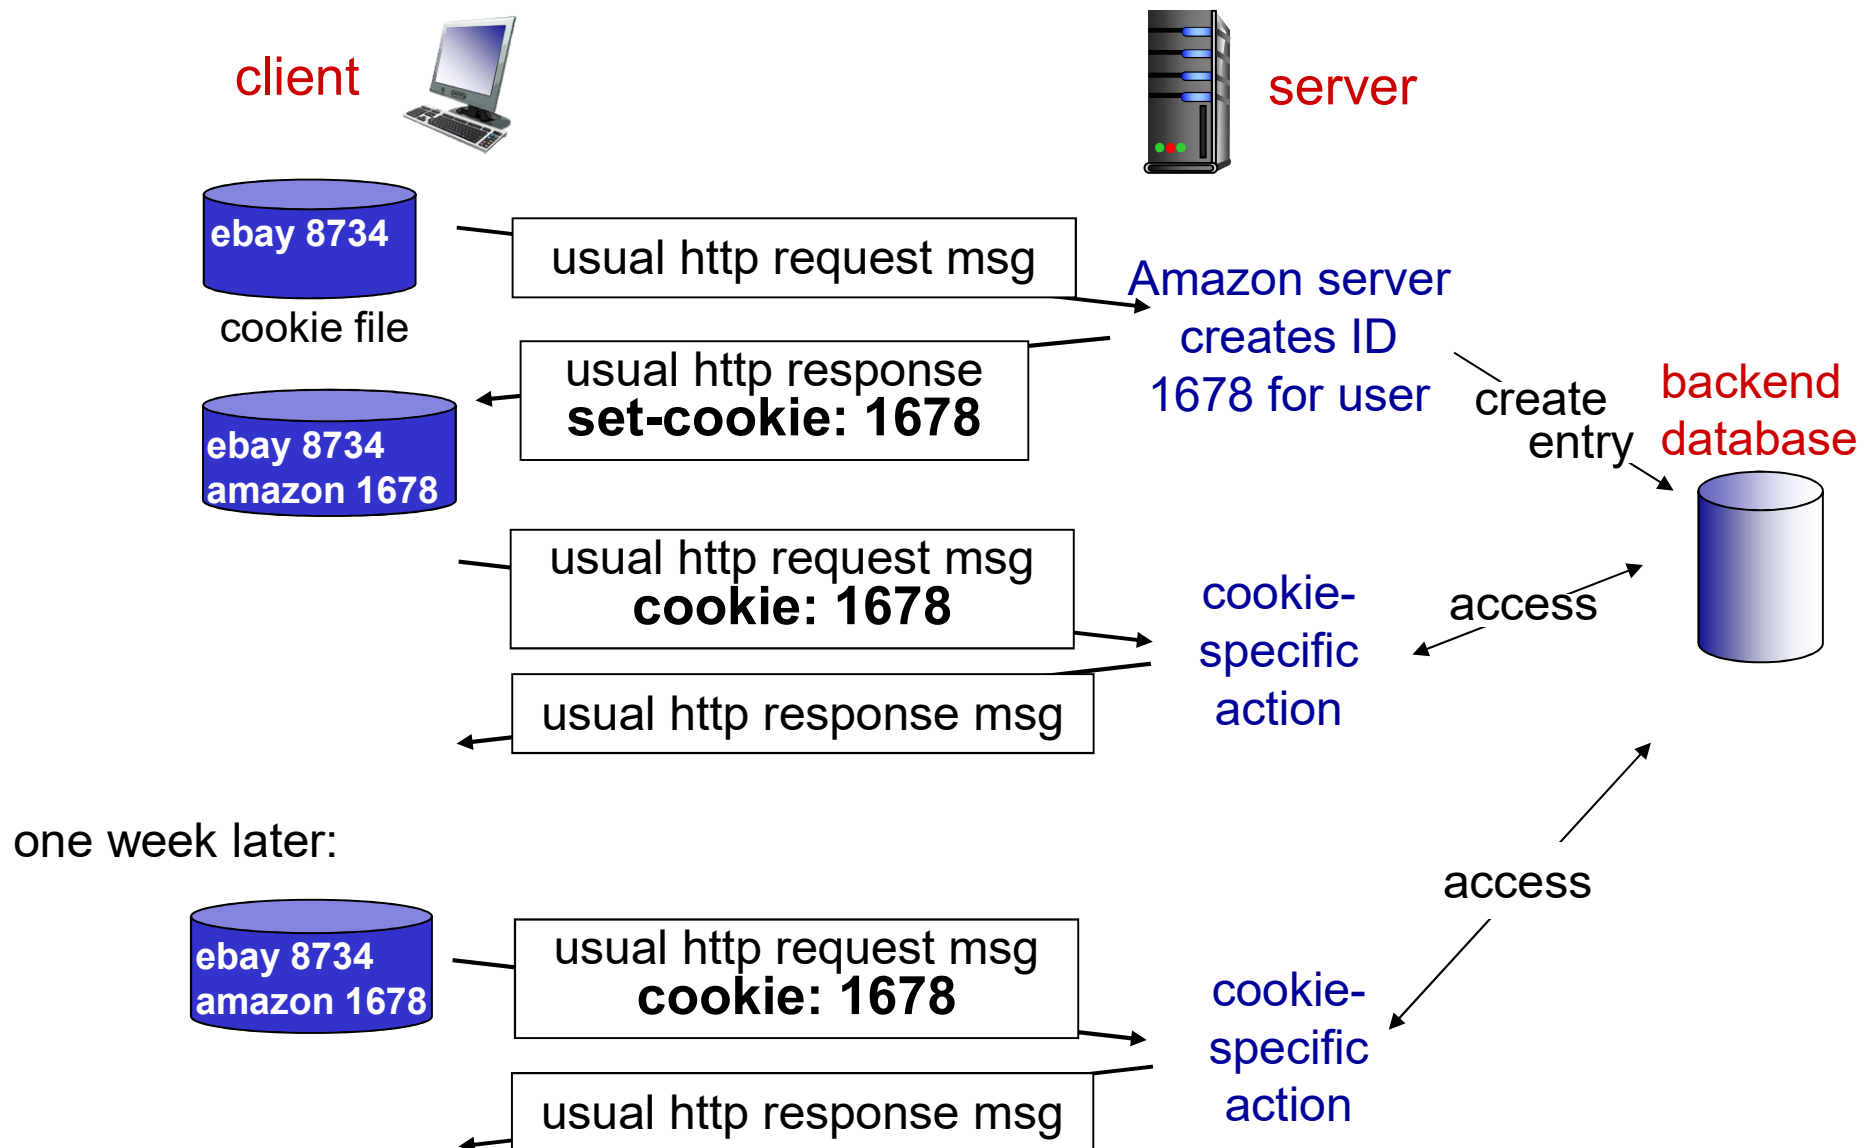 client
server
ebay 8734
cookie file
usual http request msg
Amazon server
creates ID
1678 for user
usual http response
set-cookie: 1678
create
entry
backend
database
ebay 8734
amazon 1678
usual http request msg
cookie: 1678
cookie-
specific
action
access
usual http response msg
one week later:
access
ebay 8734
amazon 1678
usual http request msg
cookie: 1678
cookie-
specific
action
usual http response msg